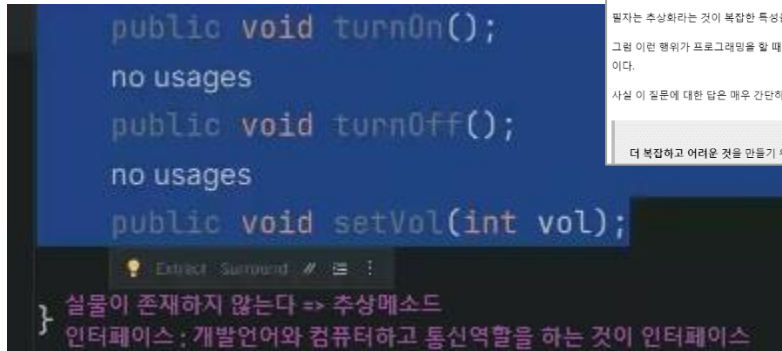 public void turnOn();
no usages
public void turnOff();
no usages
public void setVol(int vol);
Extract Surround
} 실물이 존재하지 않는다 => 추상메소드
인터페이스 : 개발언어와 컴퓨터하고 통신역할을 하는 것이 인터페이스
필자는 추상화라는 것이 복잡한 특성
그럼 이런 행위가 프로그래밍을 할 때
이다.
사실 이 질문에 대한 답은 매우 간단하
더 복잡하고 어려운 것을 만들기